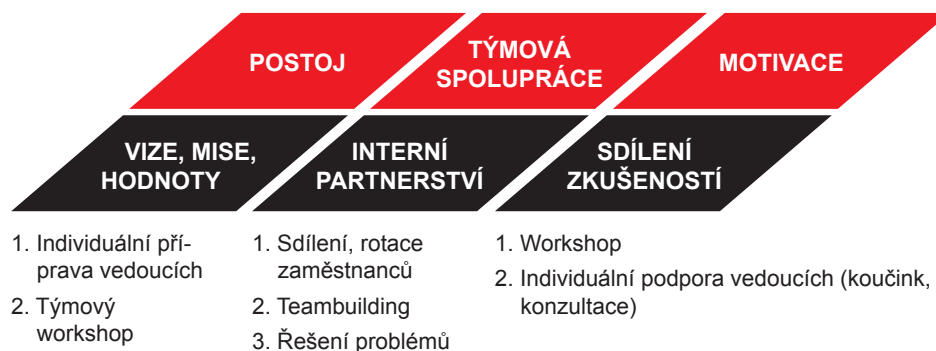 POSTOJ
TÝMOVÁ
SPOLUPRÁCE
MOTIVACE
VIZE, MISE,
HODNOTY
INTERNÍ
PARTNERSTVÍ
SDÍLENÍ
ZKUŠENOSTÍ
1. Individuální pří-
prava vedoucích
2. Týmový
workshop
1. Sdílení, rotace
zaměstnanců
2. Teambuilding
3. Řešení problémů
1. Workshop
2. Individuální podpora vedoucích (koučink,
konzultace)